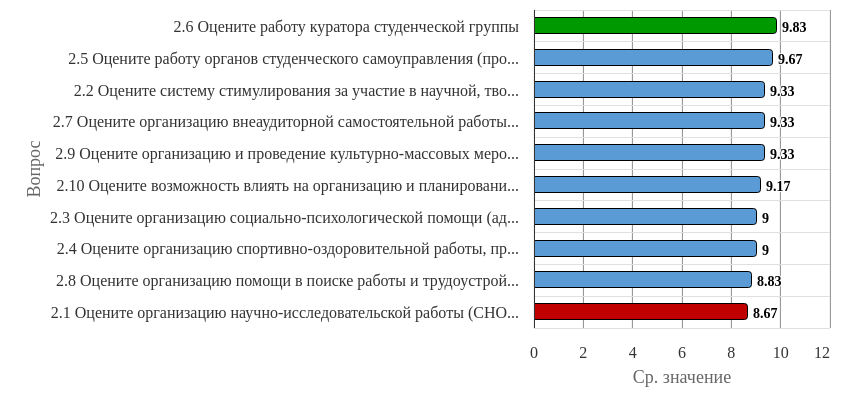 2.6 Оцените работу куратора студенческой группы
9.83
2.5 Оцените работу органов студенческого самоуправления (про...
9.67
2.2 Оцените систему стимулирования за участие в научной, тво...
9.33
2.7 Оцените организацию внеаудиторной самостоятельной работы...
9.33
2.9 Оцените организацию и проведение культурно-массовых меро...
9.33
2.10 Оцените возможность влиять на организацию и планировани...
9.17
2.3 Оцените организацию социально-психологической помощи (ад...
9
2.4 Оцените организацию спортивно-оздоровительной работы, пр...
9
2.8 Оцените организацию помощи в поиске работы и трудоустрой...
8.83
2.1 Оцените организацию научно-исследовательской работы (СНО...
8.67
Вопрос
0 2 4 6 8 10 12
Ср. значение